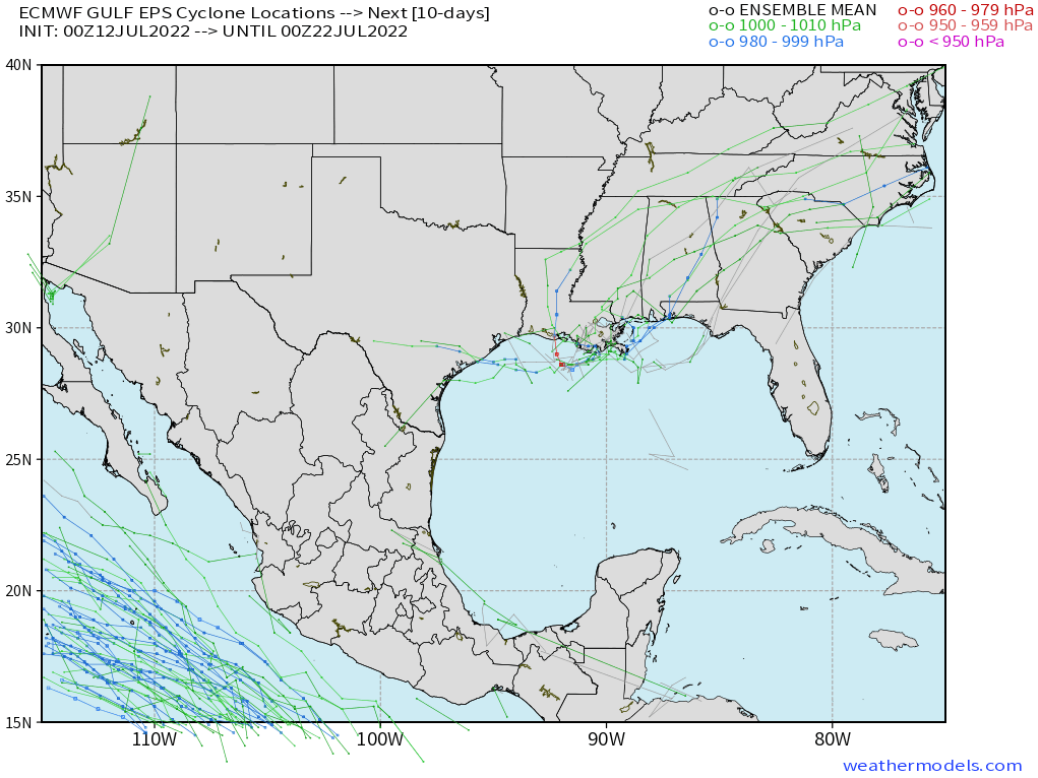 ECMWF GULF EPS Cyclone Locations --> Next [10-days]
INIT: 00Z12JUL2022 --> UNTIL 00Z22JUL2022
o-o ENSEMBLE MEAN
o-o 1000 - 1010 hPa
o-o 980 - 999 hPa
o-o 960 - 979 hPa
o-o 950 - 959 hPa
o-o < 950 hPa
40N
35N
30N
25N
20N
15N
110W 100W 90W 80W
weathermodels.com